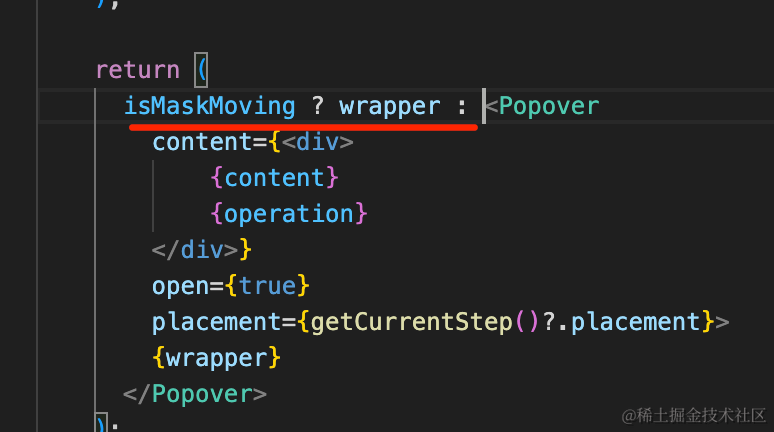 );
return (
isMaskMoving ? wrapper : <Popover
content={<div>
{content}
{operation}
</div>}
open={true}
placement={getCurrentStep()?.placement}>
{wrapper}
</Popover>
);
@稀土掘金技术社区